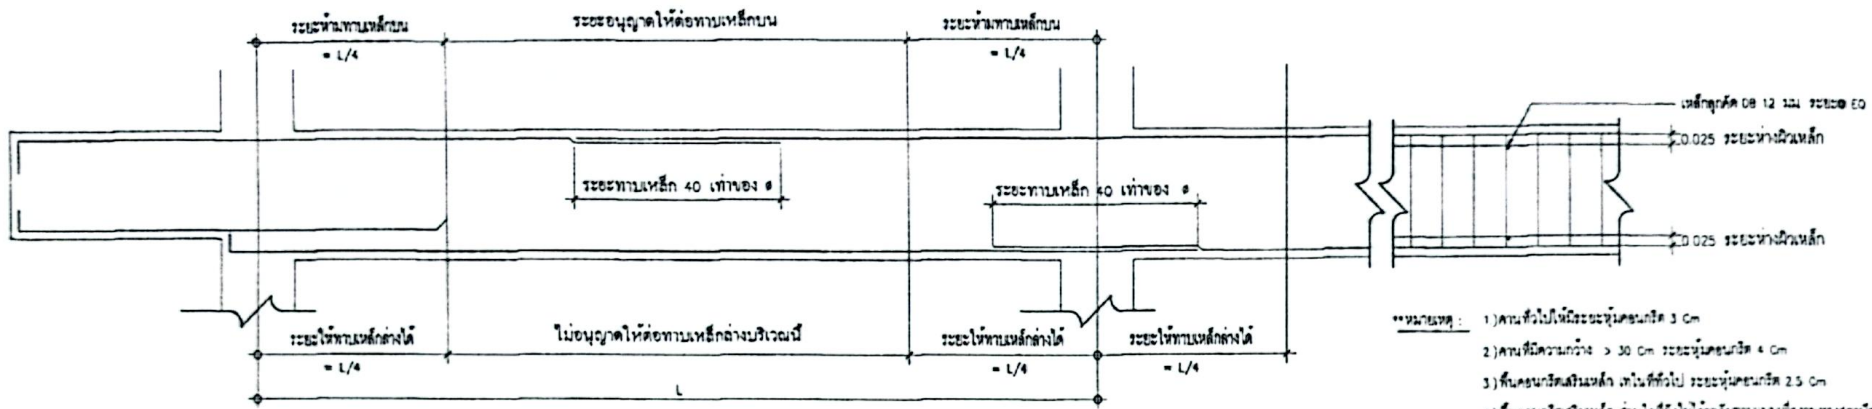 ระยะห้ามทาบเหล็กบน
= L/4
ระยะอนุญาตให้ต่อทาบเหล็กบน
ระยะห้ามทาบเหล็กบน
= L/4
เหล็กลูกคัด DB 12 มม. ระยะ@ EQ
0.025 ระยะห่างผิวเหล็ก
ระยะทาบเหล็ก 40 เท่าของ ø
ระยะทาบเหล็ก 40 เท่าของ ø
0.025 ระยะห่างผิวเหล็ก
ระยะให้ทาบเหล็กล่างได้
= L/4
ไม่อนุญาตให้ต่อทาบเหล็กล่างบริเวณนี้
ระยะให้ทาบเหล็กล่างได้
= L/4
ระยะให้ทาบเหล็กล่างได้
= L/4
L
**หมายเหตุ :
1)คานทั่วไปให้มีระยะหุ้มคอนกรีต 3 Cm
2)คานที่มีความกว้าง > 30 Cm ระยะหุ้มคอนกรีต 4 Cm
3)พื้นคอนกรีตเสริมเหล็ก เทในที่ทั่วไป ระยะหุ้มคอนกรีต 2.5 Cm